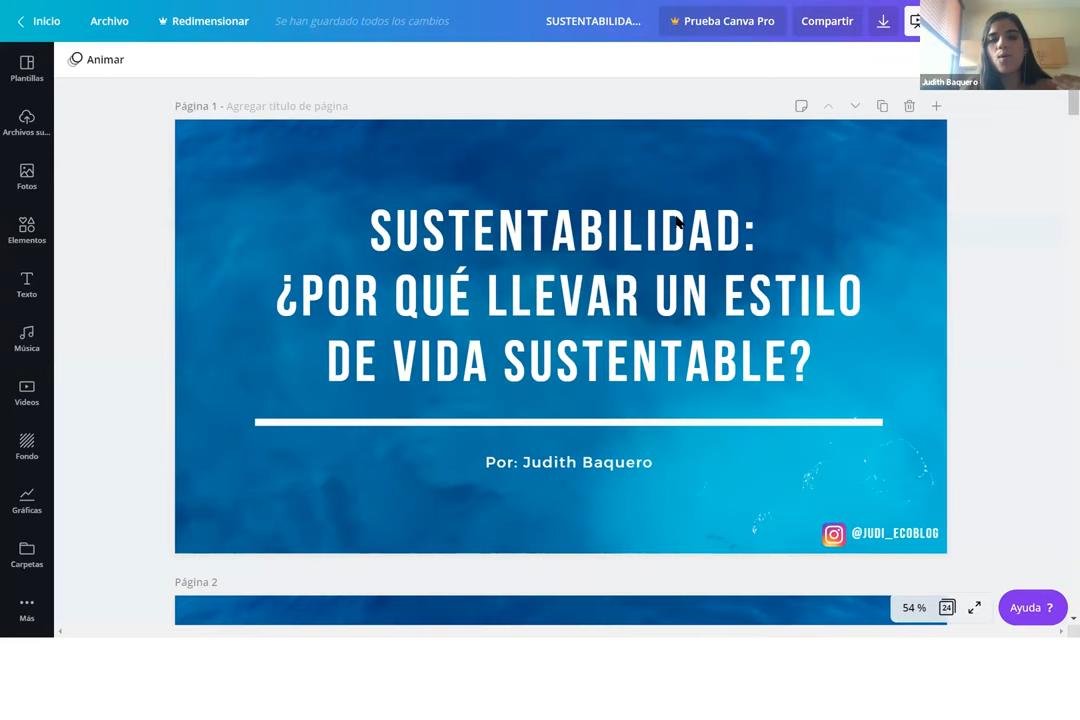 Inicio
Archivo
Redimensionar
Se han guardado todos los cambios
SUSTENTABILIDA...
Prueba Canva Pro
Compartir
Judith Baquero
Animar
Plantillas
Archivos su...
Fotos
Elementos
Texto
Música
Videos
Fondo
Gráficas
Carpetas
Más
Página 1 - Agregar título de página
SUSTENTABILIDAD:
¿POR QUÉ LLEVAR UN ESTILO
DE VIDA SUSTENTABLE?
Por: Judith Baquero
@JUDI_ECOBLOG
Página 2
54 %
24
Ayuda ?